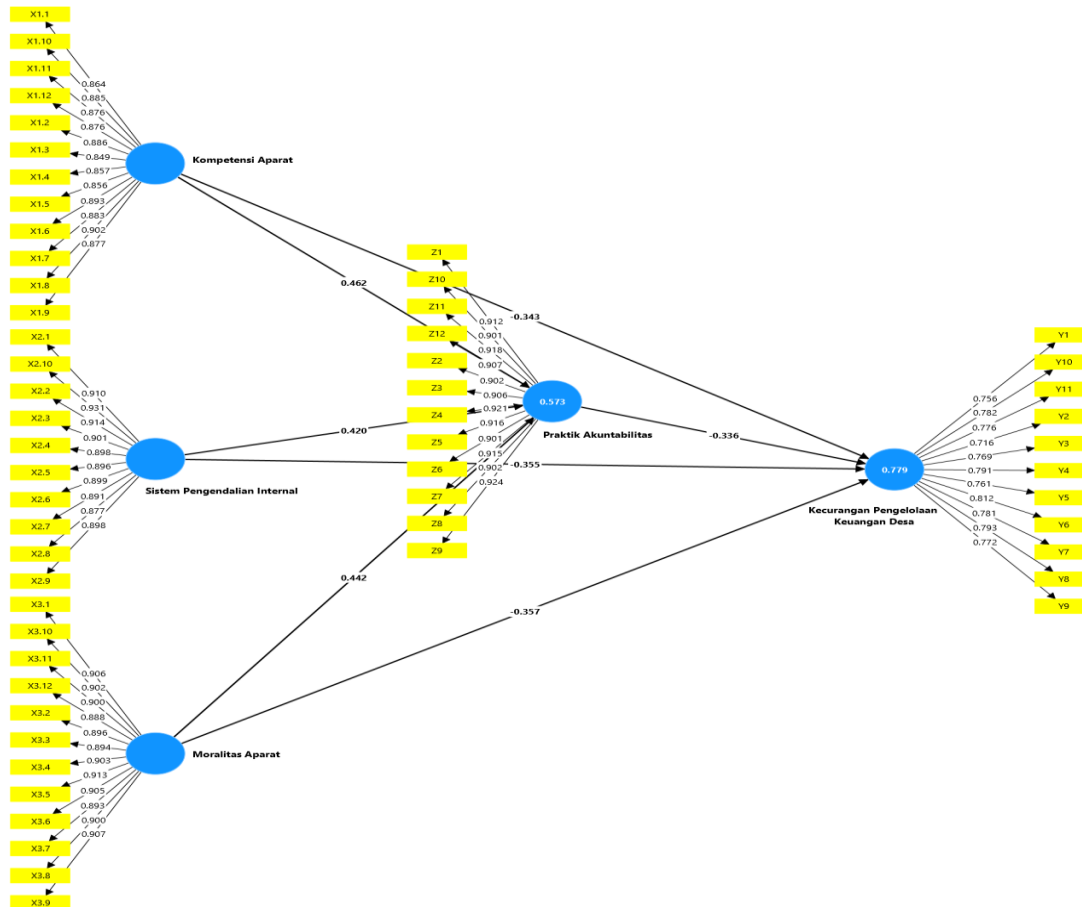 X1.1
X1.10
X1.11
X1.12
X1.2
X1.3
X1.4
X1.5
X1.6
X1.7
X1.8
X1.9
0.864
0.885
0.876
0.876
0.886
0.849
0.857
0.856
0.893
0.883
0.902
0.877
Kompetensi Aparat
X2.1
X2.10
X2.2
X2.3
X2.4
X2.5
X2.6
X2.7
X2.8
X2.9
0.910
0.931
0.914
0.901
0.898
0.896
0.899
0.891
0.877
0.898
Sistem Pengendalian Internal
X3.1
X3.10
X3.11
X3.12
X3.2
X3.3
X3.4
X3.5
X3.6
X3.7
X3.8
X3.9
0.906
0.902
0.900
0.888
0.896
0.894
0.903
0.913
0.905
0.893
0.900
0.907
Moralitas Aparat
0.462
0.420
0.442
Z1
Z10
Z11
Z12
Z2
Z3
Z4
Z5
Z6
Z7
Z8
Z9
0.912
0.901
0.918
0.907
0.902
0.906
0.921
0.916
0.901
0.915
0.902
0.924
0.573
Praktik Akuntabilitas
-0.343
-0.336
-0.355
-0.357
0.779
Kecurangan Pengelolaan
Keuangan Desa
0.756
0.782
0.776
0.716
0.769
0.791
0.761
0.812
0.781
0.793
0.772
Y1
Y10
Y11
Y2
Y3
Y4
Y5
Y6
Y7
Y8
Y9